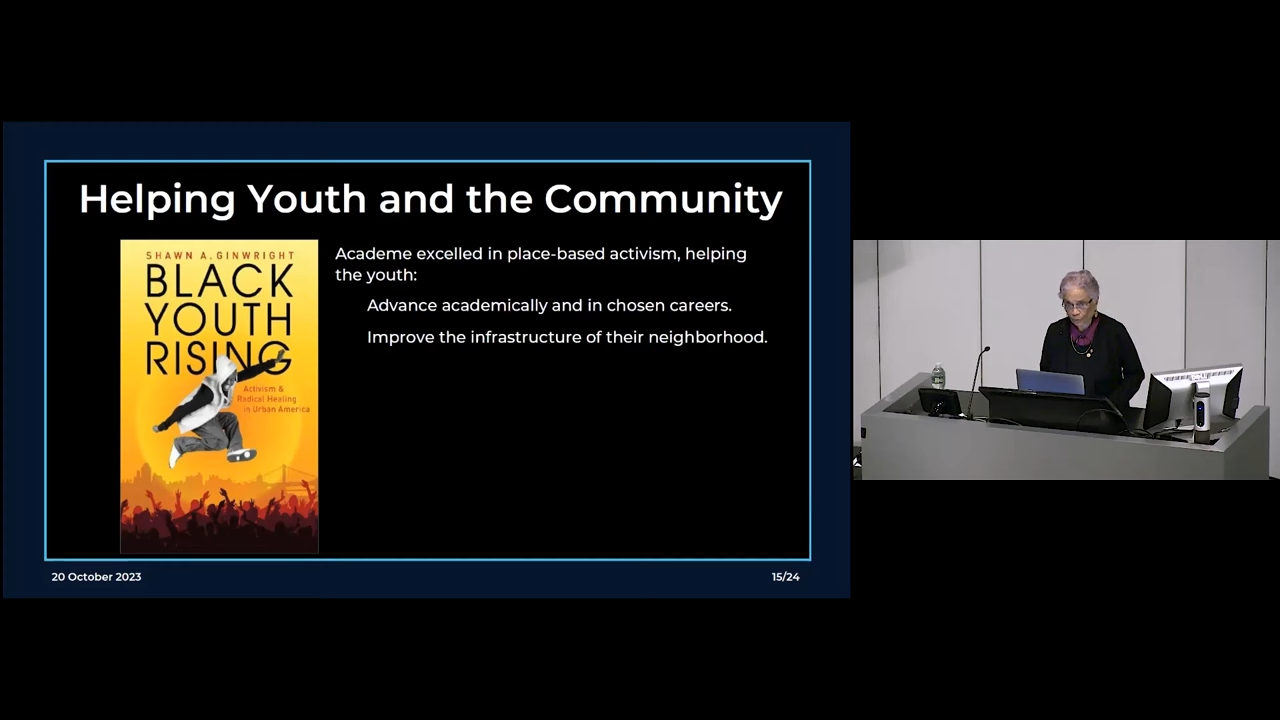 Helping Youth and the Community
SHAWN A. GINWRIGHT
BLACK
YOUTH
RISING
Activism &
Radical Healing
in Urban America
Academe excelled in place-based activism, helping
the youth:
Advance academically and in chosen careers.
Improve the infrastructure of their neighborhood.
20 October 2023
15/24